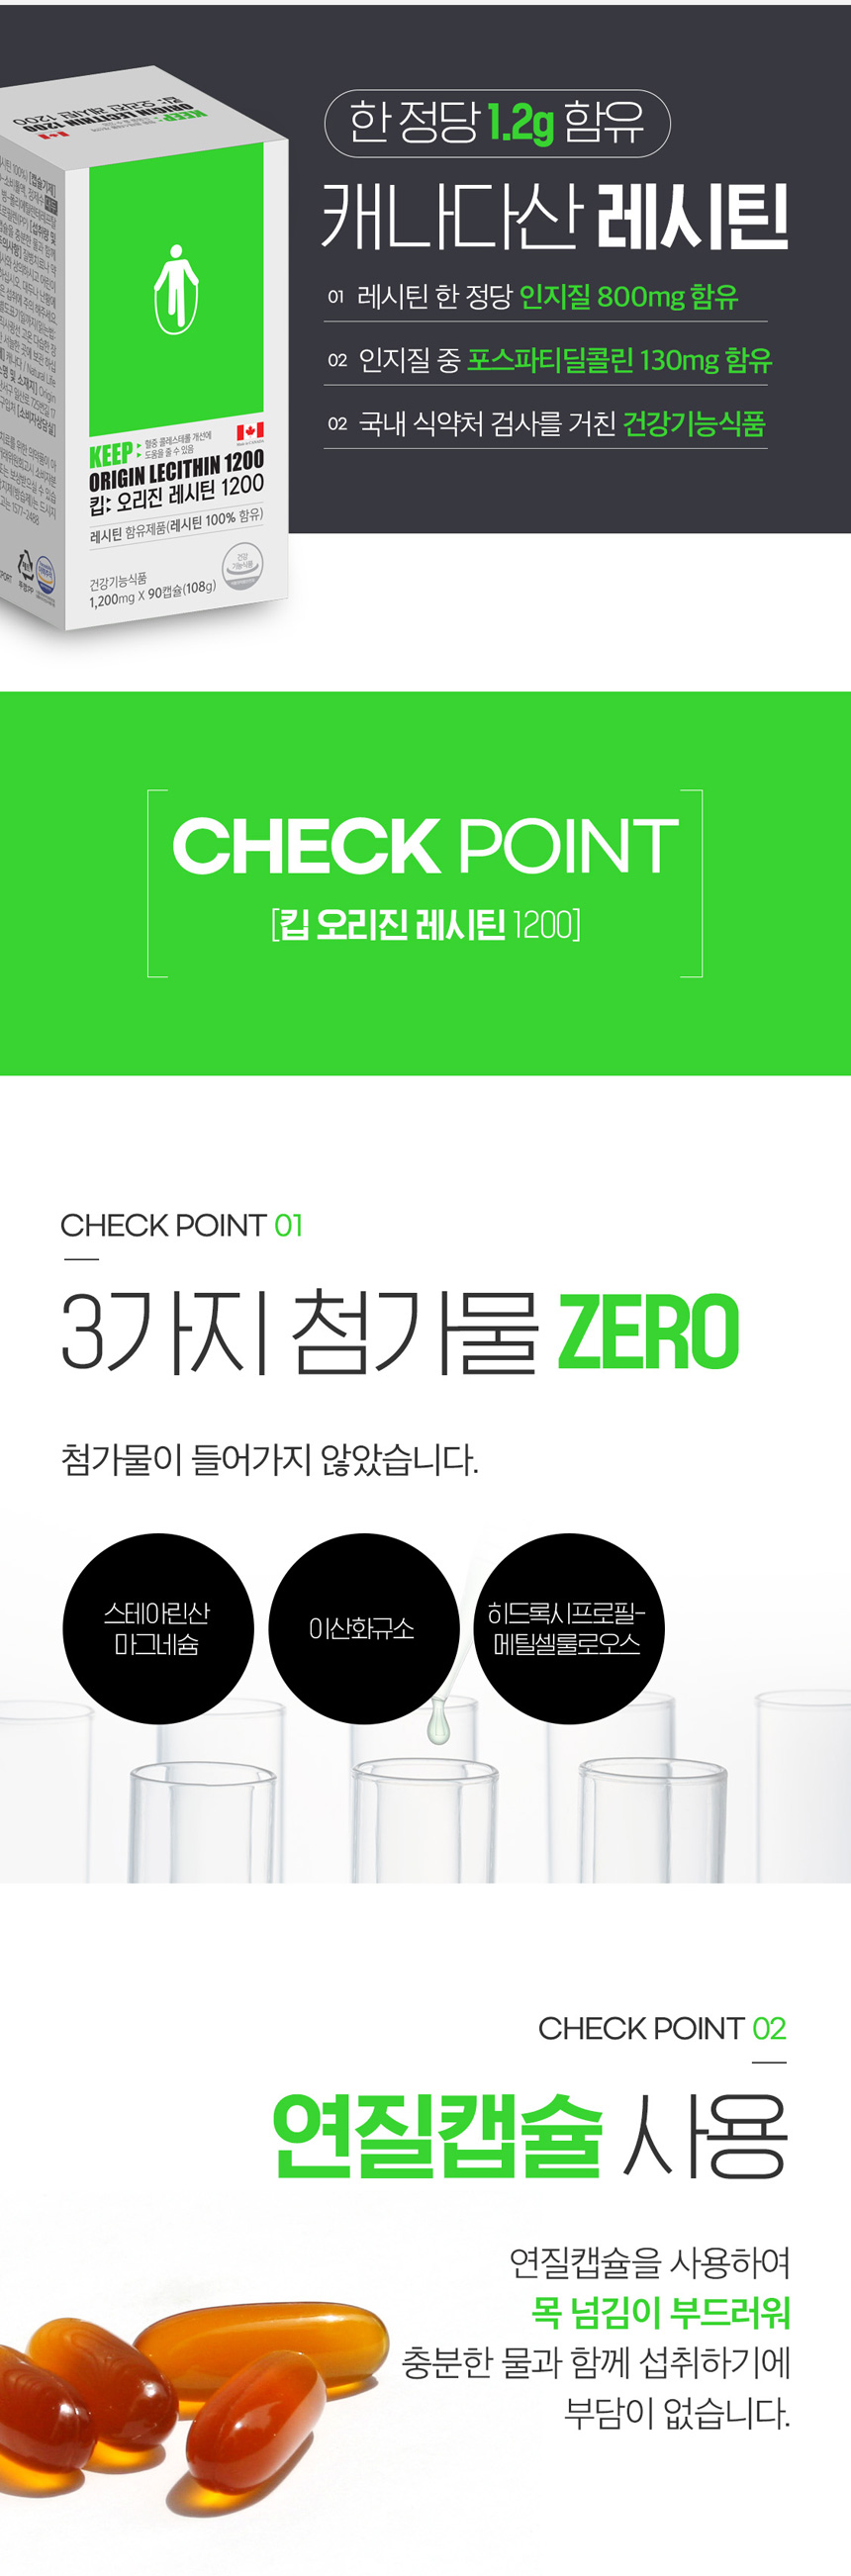 한 정당 1.2g 함유
캐나다산 레시틴
01 레시틴 한 정당 인지질 800mg 함유
02 인지질 중 포스파티딜콜린 130mg 함유
02 국내 식약처 검사를 거친 건강기능식품
KEEP: 혈중 콜레스테롤 개선에
도움을 줄 수 있음
ORIGIN LECITHIN 1200
킵: 오리진 레시틴 1200
레시틴 함유제품(레시틴 100% 함유)
건강
기능식품
건강기능식품
1,200mg X 90캡슐(108g)
CHECK POINT
[킵 오리진 레시틴 1200]
CHECK POINT 01
3가지 첨가물 ZERO
첨가물이 들어가지 않았습니다.
스테아린산
마그네슘
이산화규소
히드록시프로필-
메틸셀룰로오스
CHECK POINT 02
연질캡슐 사용
연질캡슐을 사용하여
목 넘김이 부드러워
충분한 물과 함께 섭취하기에
부담이 없습니다.